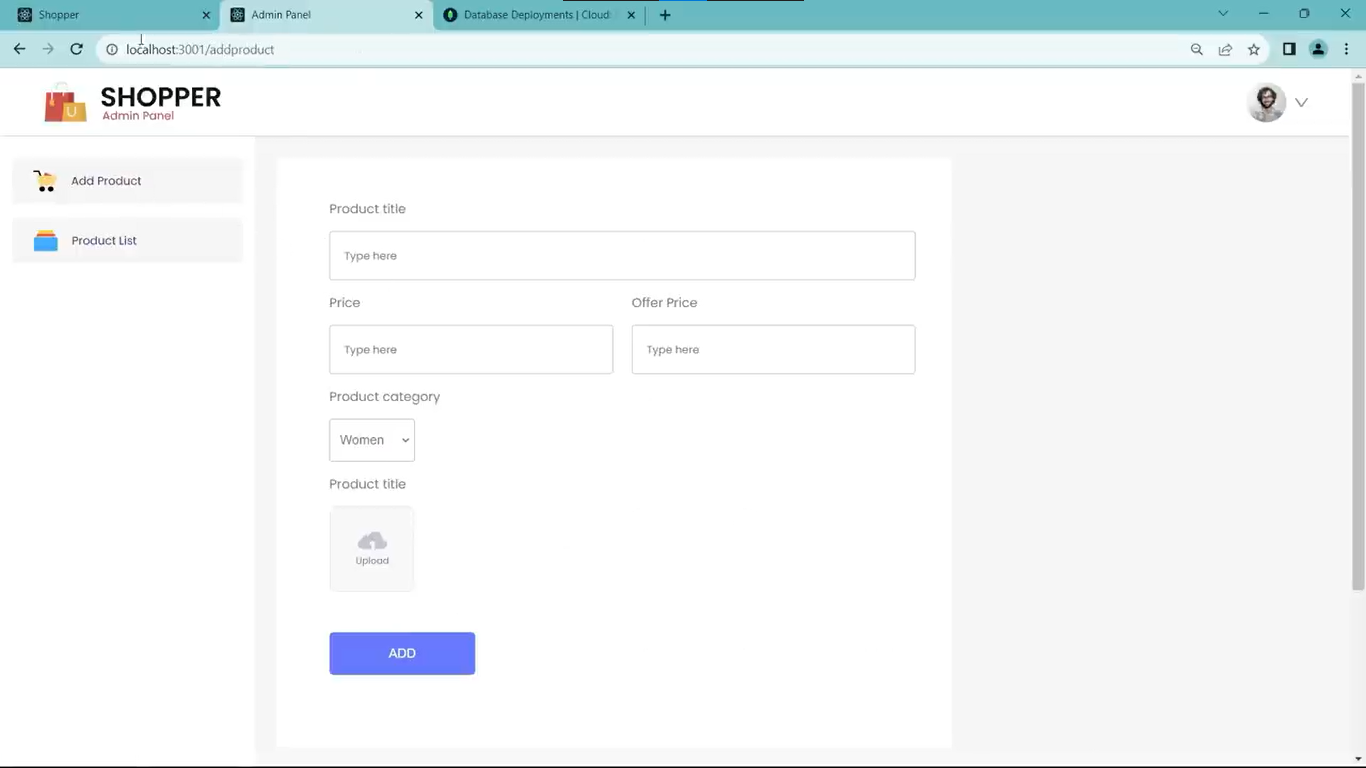 Shopper
Admin Panel
Database Deployments | Cloud
localhost:3001/addproduct
U
SHOPPER
Admin Panel
Add Product
Product List
Product title
Type here
Price
Offer Price
Type here
Type here
Product category
Women
Product title
Upload
ADD